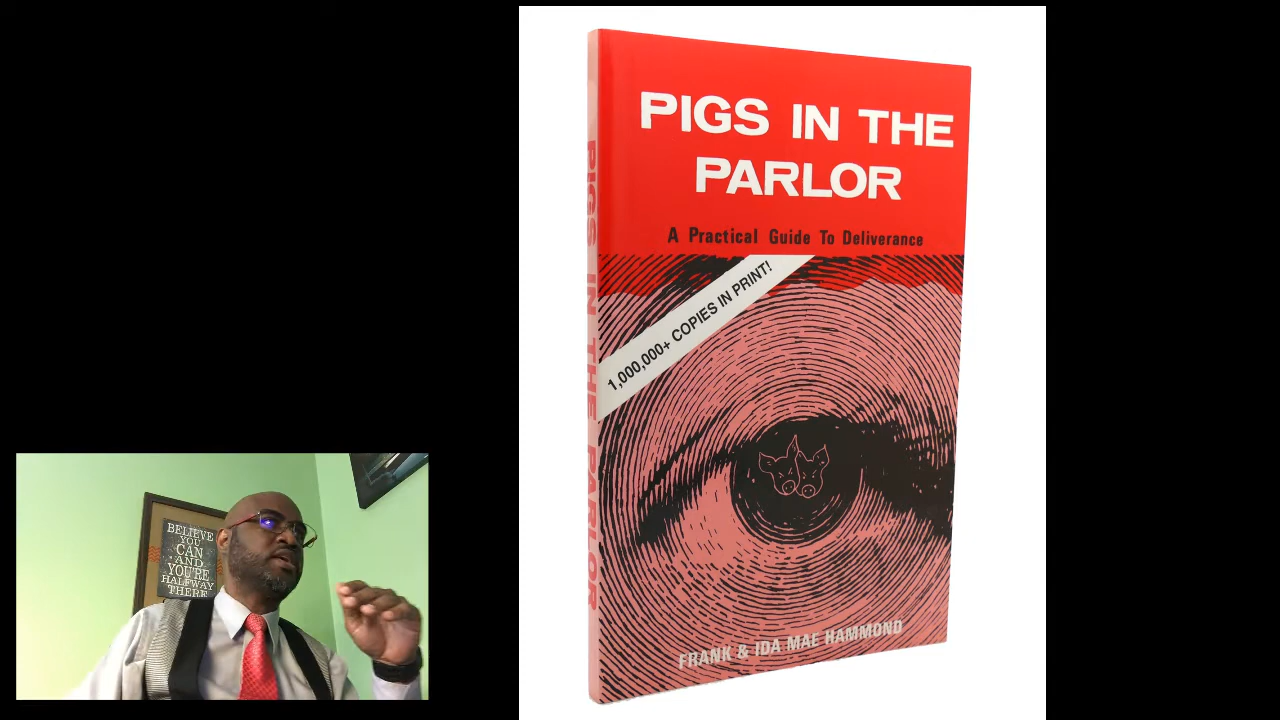 PIGS IN THE
PARLOR
A Practical Guide To Deliverance
1,000,000+ COPIES IN PRINT!
FRANK & IDA MAE HAMMOND
PIGS IN THE PARLOR
BELIEVE
YOU
CAN
AND
YOU'RE
HALFWAY
THERE